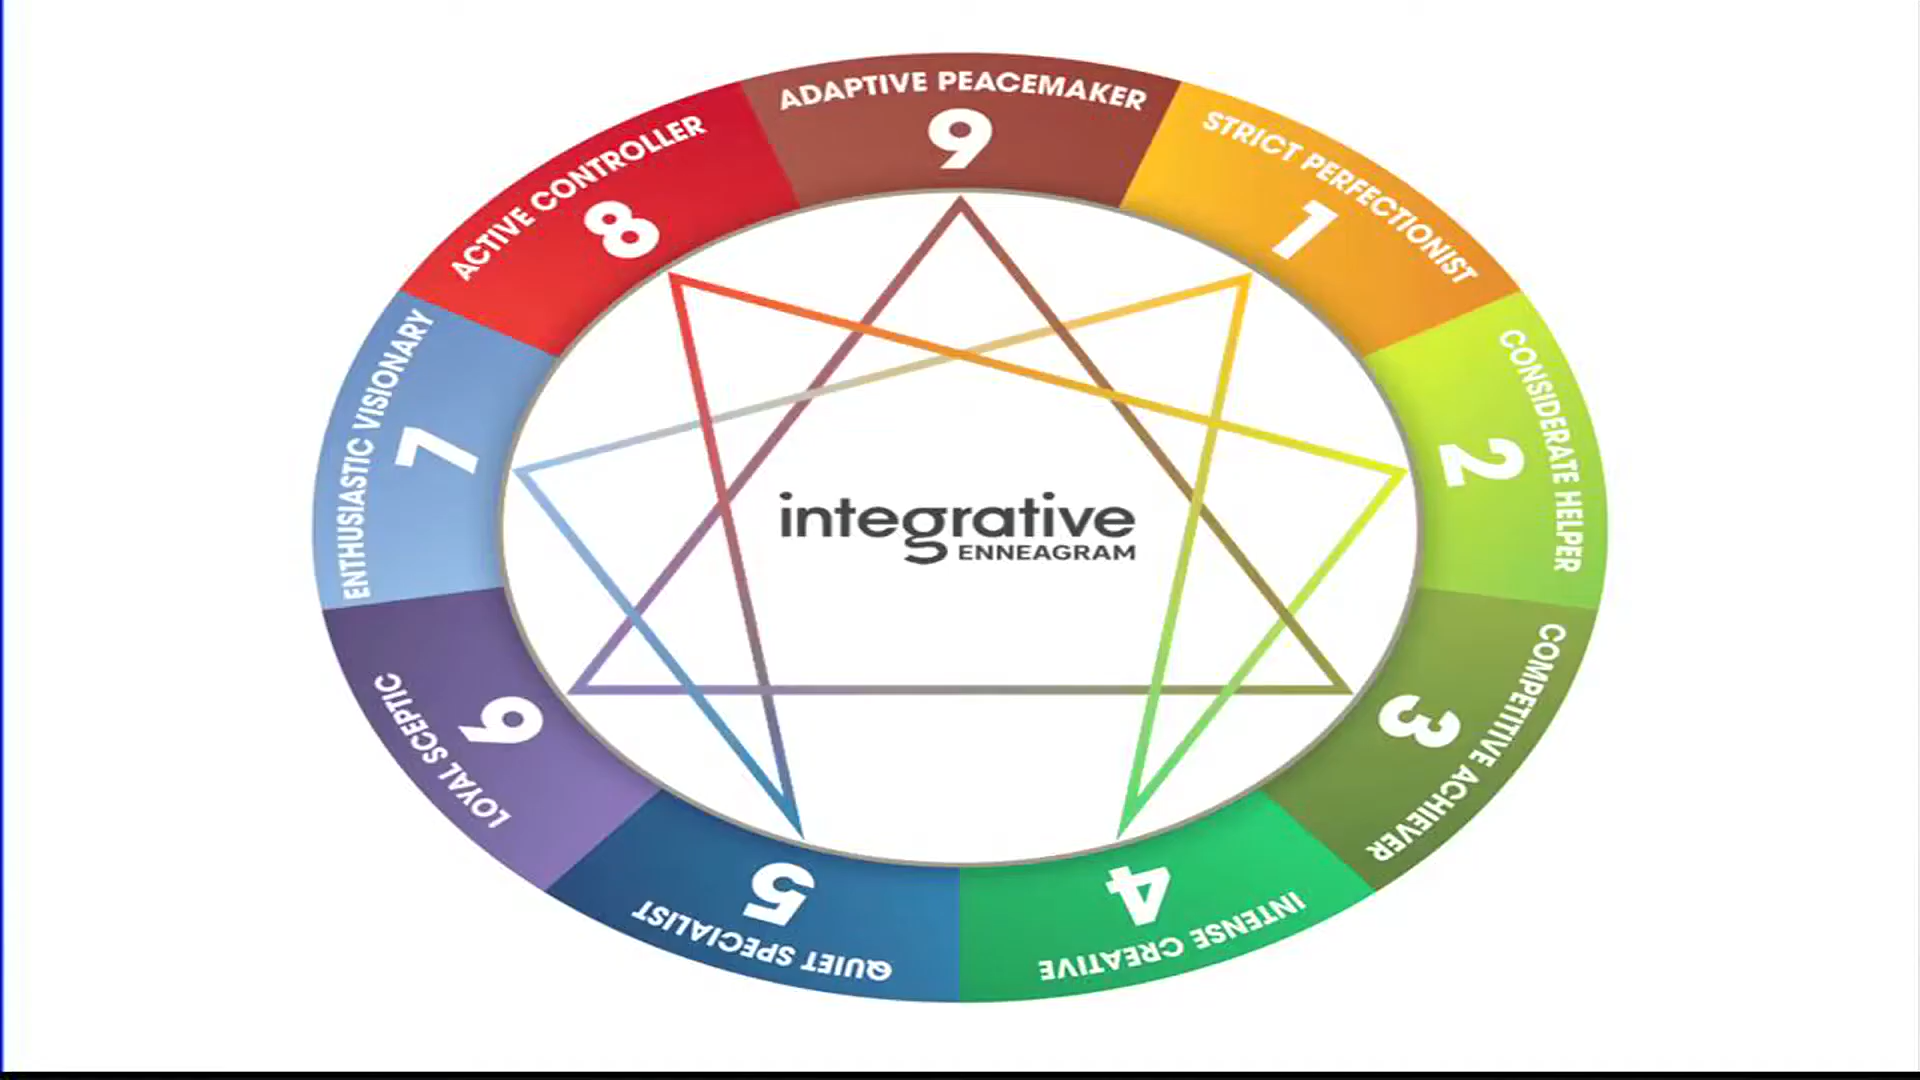 ADAPTIVE PEACEMAKER
9
STRICT PERFECTIONIST
1
CONSIDERATE HELPER
2
COMPETITIVE ACHIEVER
3
INTENSE CREATIVE
4
QUIET SPECIALIST
5
LOYAL SCEPTIC
6
ENTHUSIASTIC VISIONARY
7
ACTIVE CONTROLLER
8
integrative
ENNEAGRAM